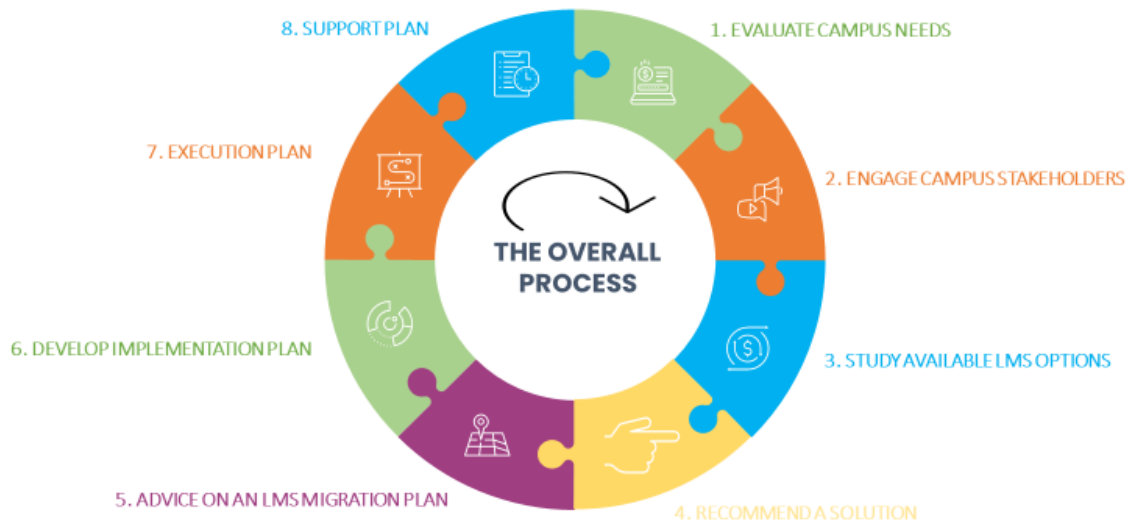 8. SUPPORT PLAN
1. EVALUATE CAMPUS NEEDS
7. EXECUTION PLAN
2. ENGAGE CAMPUS STAKEHOLDERS
THE OVERALL
PROCESS
6. DEVELOP IMPLEMENTATION PLAN
3. STUDY AVAILABLE LMS OPTIONS
5. ADVICE ON AN LMS MIGRATION PLAN
4. RECOMMEND A SOLUTION